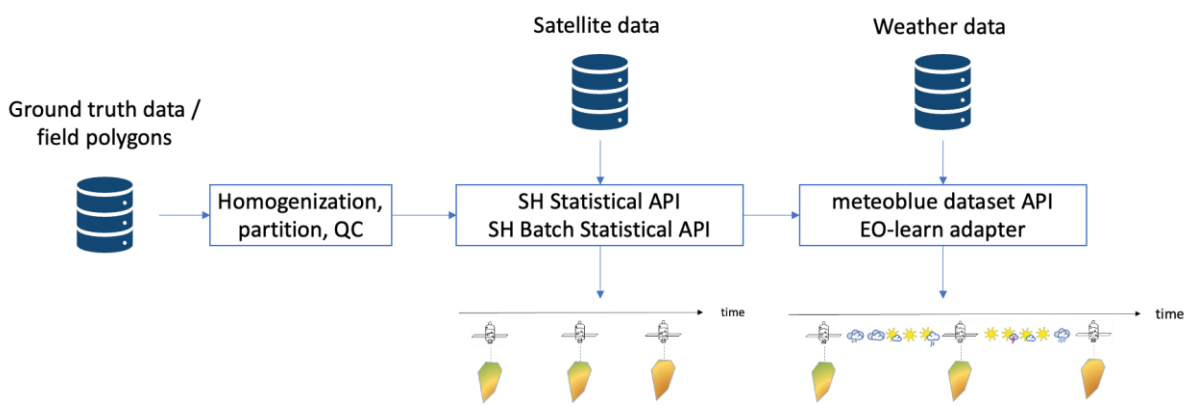 Satellite data
Weather data
Ground truth data /
field polygons
Homogenization,
partition, QC
SH Statistical API
SH Batch Statistical API
meteoblue dataset API
EO-learn adapter
time
time